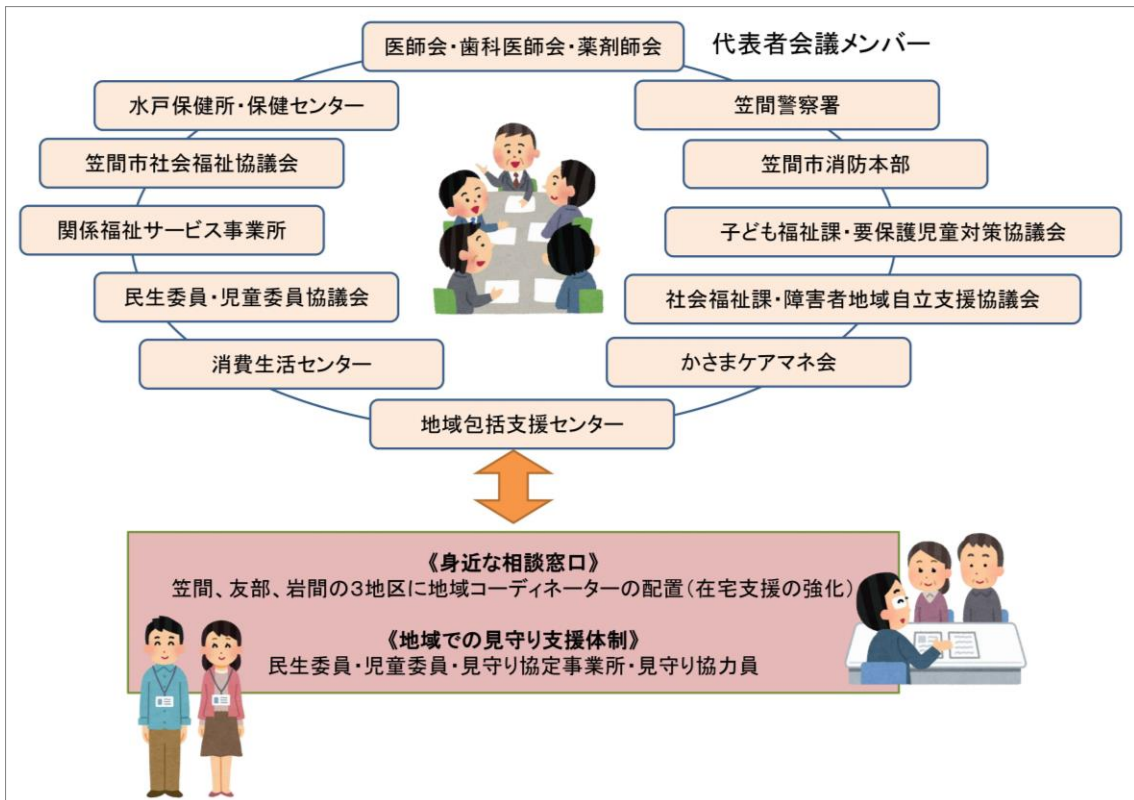 医師会・歯科医師会・薬剤師会
代表者会議メンバー
水戸保健所・保健センター
笠間警察署
笠間市社会福祉協議会
笠間市消防本部
関係福祉サービス事業所
子ども福祉課・要保護児童対策協議会
民生委員・児童委員協議会
社会福祉課・障害者地域自立支援協議会
消費生活センター
かさまケアマネ会
地域包括支援センター
《身近な相談窓口》
笠間、友部、岩間の3地区に地域コーディネーターの配置(在宅支援の強化)
《地域での見守り支援体制》
民生委員・児童委員・見守り協定事業所・見守り協力員